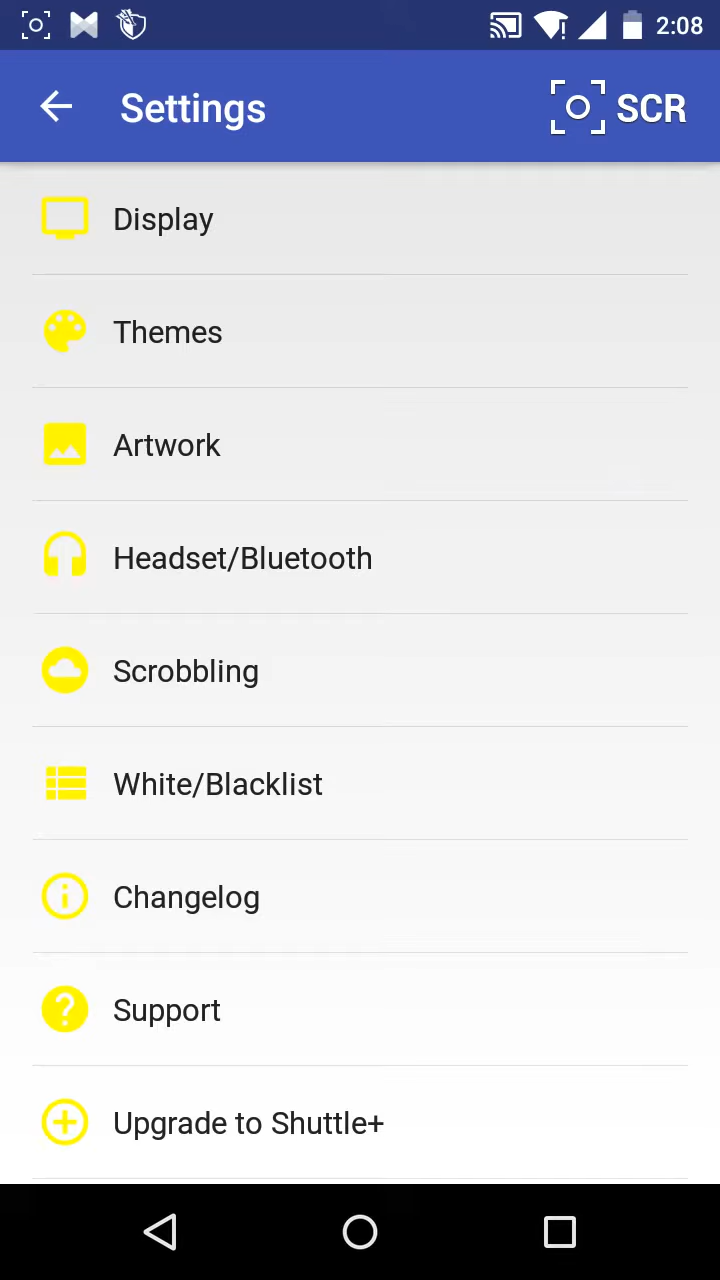 2:08
Settings
SCR
Display
Themes
Artwork
Headset/Bluetooth
Scrobbling
White/Blacklist
Changelog
Support
Upgrade to Shuttle+